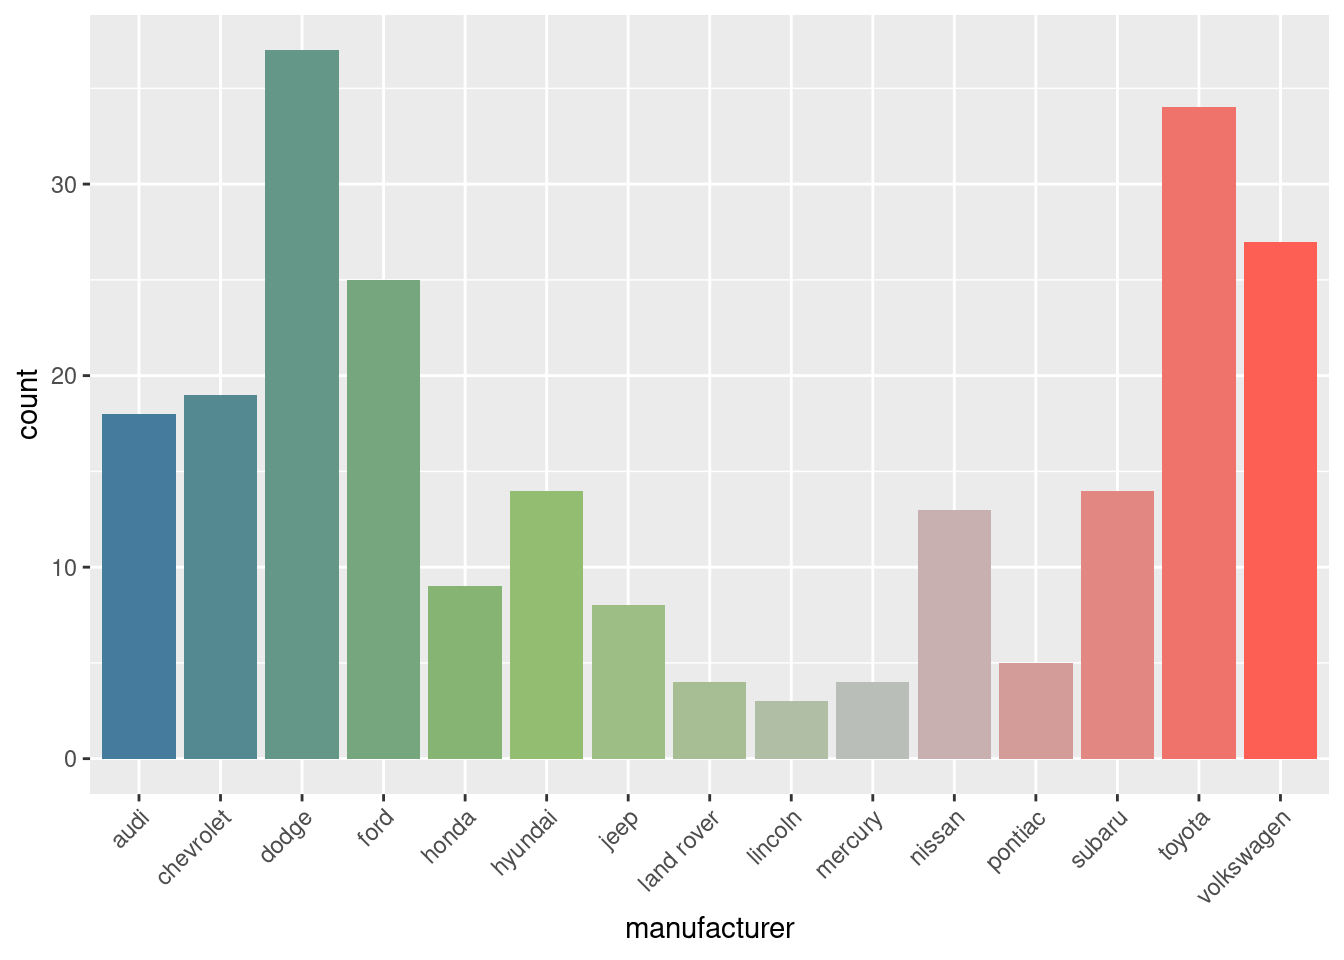 count
30
20
10
0
audi
chevrolet
dodge
ford
honda
hyundai
jeep
land rover
lincoln
mercury
nissan
pontiac
subaru
toyota
volkswagen
manufacturer